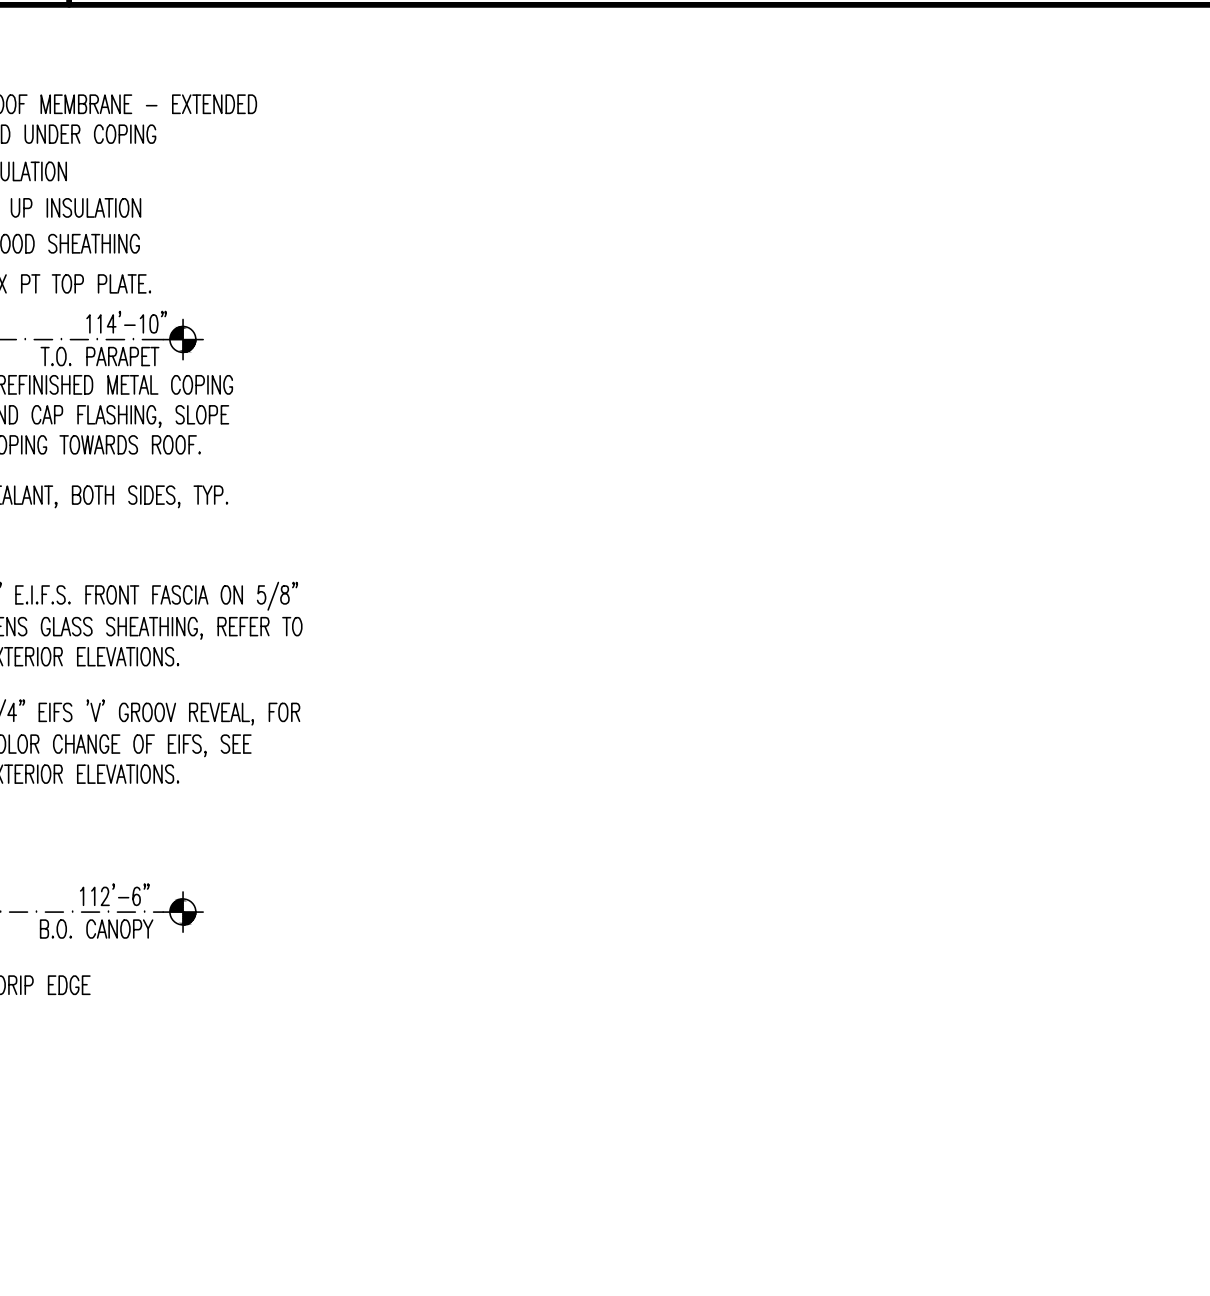 OOF MEMBRANE – EXTENDED
D UNDER COPING
ULATION
UP INSULATION
OOD SHEATHING
X PT TOP PLATE.
114'–10"
T.O. PARAPET
REFINISHED METAL COPING
ND CAP FLASHING, SLOPE
OPING TOWARDS ROOF.
EALANT, BOTH SIDES, TYP.
" E.I.F.S. FRONT FASCIA ON 5/8"
ENS GLASS SHEATHING, REFER TO
XTERIOR ELEVATIONS.
/4" EIFS 'V' GROOV REVEAL, FOR
OLOR CHANGE OF EIFS, SEE
XTERIOR ELEVATIONS.
112'–6"
B.O. CANOPY
DRIP EDGE